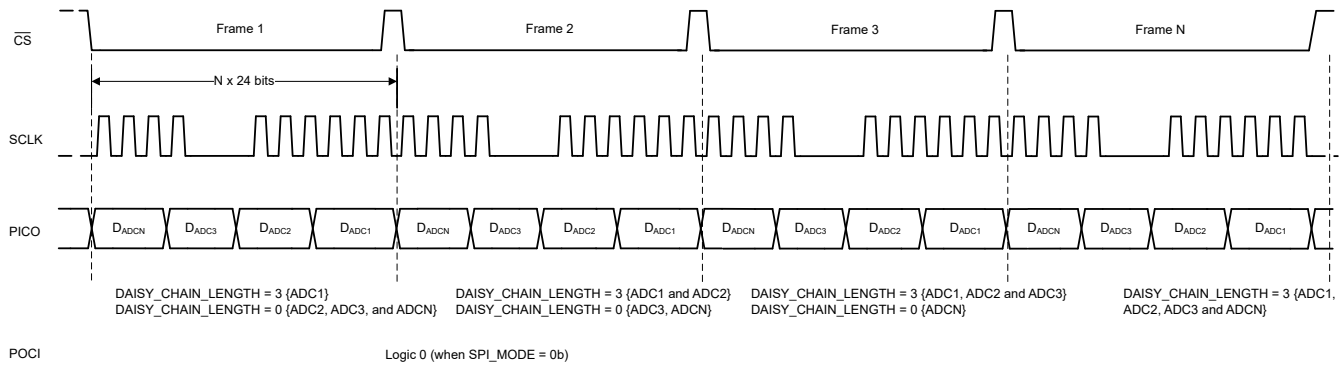 CS
Frame 1
Frame 2
Frame 3
Frame N
N x 24 bits
SCLK
PICO
DADCN
DADC3
DADC2
DADC1
DADCN
DADC3
DADC2
DADC1
DADCN
DADC3
DADC2
DADC1
DADCN
DADC3
DADC2
DADC1
DAISY_CHAIN_LENGTH = 3 {ADC1}
DAISY_CHAIN_LENGTH = 0 {ADC2, ADC3, and ADCN}
DAISY_CHAIN_LENGTH = 3 {ADC1 and ADC2}
DAISY_CHAIN_LENGTH = 0 {ADC3, ADCN}
DAISY_CHAIN_LENGTH = 3 {ADC1, ADC2 and ADC3}
DAISY_CHAIN_LENGTH = 0 {ADCN}
DAISY_CHAIN_LENGTH = 3 {ADC1,
ADC2, ADC3 and ADCN}
POCI
Logic 0 (when SPI_MODE = 0b)